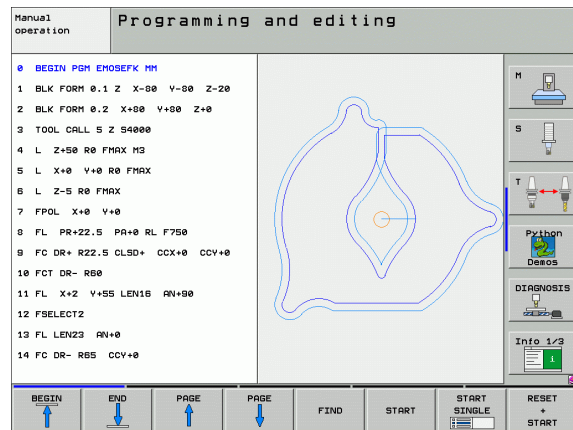 Manual
operation
Programming and editing
0 BEGIN PGM EMOSEFK MM
1 BLK FORM 0.1 Z X-80 Y-80 Z-20
2 BLK FORM 0.2 X+80 Y+80 Z+0
3 TOOL CALL 5 Z S4000
4 L Z+50 R0 FMAX M3
5 L X+0 Y+0 R0 FMAX
6 L Z-5 R0 FMAX
7 FPOL X+0 Y+0
8 FL PR+22.5 PA+0 RL F750
9 FC DR+ R22.5 CLSD+ CCX+0 CCY+0
10 FCT DR- R60
11 FL X+2 Y+55 LEN16 AN+90
12 FSELECT2
13 FL LEN23 AN+0
14 FC DR- R65 CCY+0
M
S
T
Python
Demos
DIAGNOSIS
Info 1/3
i
BEGIN
END
PAGE
PAGE
FIND
START
START
SINGLE
RESET
+
START